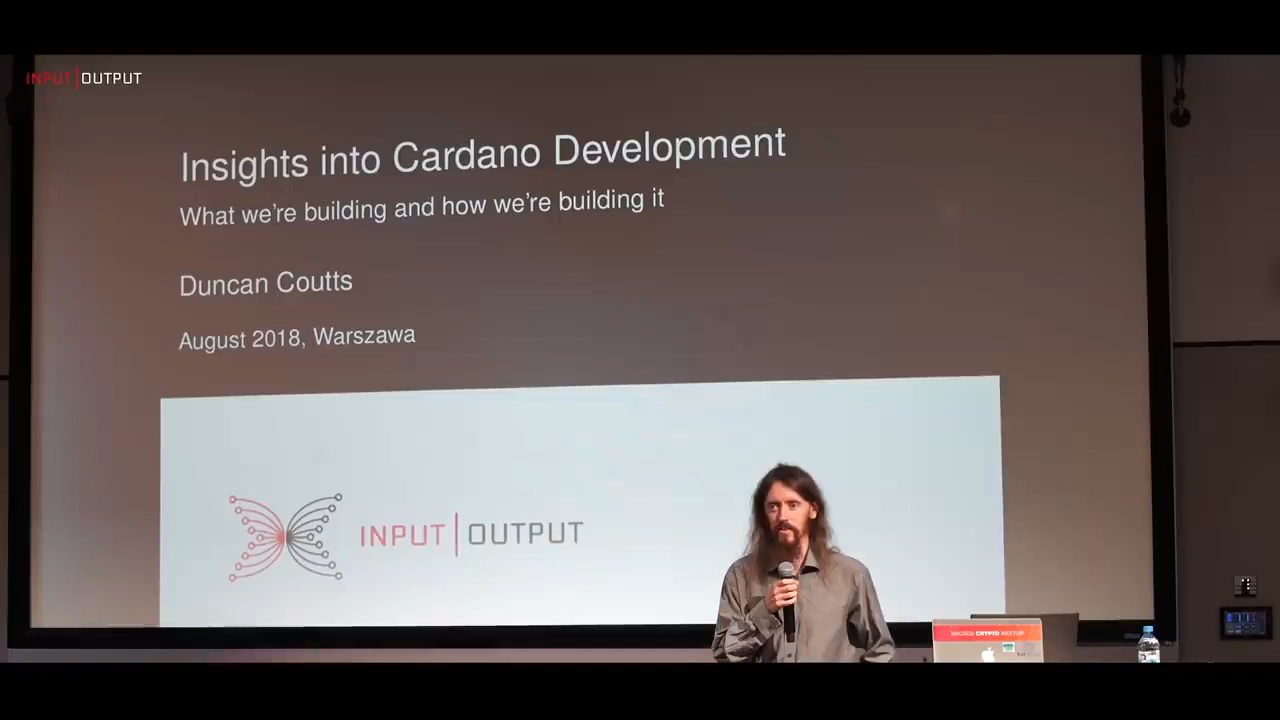 INPUT | OUTPUT
Insights into Cardano Development
What we're building and how we're building it
Duncan Coutts
August 2018, Warszawa
INPUT | OUTPUT
CRYPTO MEETUP